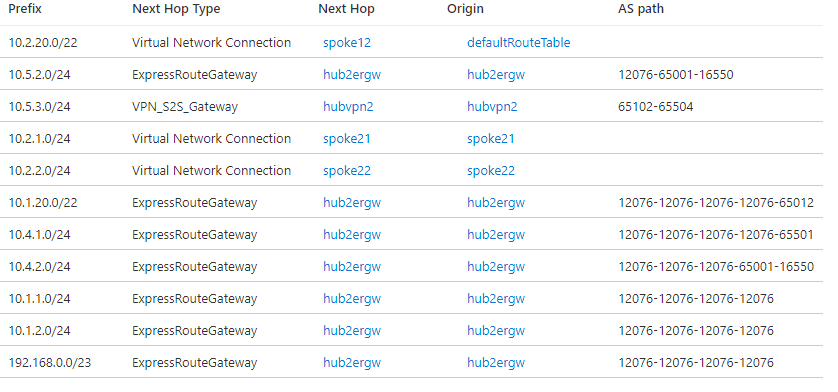 Prefix Next Hop Type Next Hop Origin AS path
10.2.20.0/22 Virtual Network Connection spoke12 defaultRouteTable
10.5.2.0/24 ExpressRouteGateway hub2ergw hub2ergw 12076-65001-16550
10.5.3.0/24 VPN_S2S_Gateway hubvpn2 hubvpn2 65102-65504
10.2.1.0/24 Virtual Network Connection spoke21 spoke21
10.2.2.0/24 Virtual Network Connection spoke22 spoke22
10.1.20.0/22 ExpressRouteGateway hub2ergw hub2ergw 12076-12076-12076-12076-65012
10.4.1.0/24 ExpressRouteGateway hub2ergw hub2ergw 12076-12076-12076-12076-65501
10.4.2.0/24 ExpressRouteGateway hub2ergw hub2ergw 12076-12076-12076-65001-16550
10.1.1.0/24 ExpressRouteGateway hub2ergw hub2ergw 12076-12076-12076-12076
10.1.2.0/24 ExpressRouteGateway hub2ergw hub2ergw 12076-12076-12076-12076
192.168.0.0/23 ExpressRouteGateway hub2ergw hub2ergw 12076-12076-12076-12076